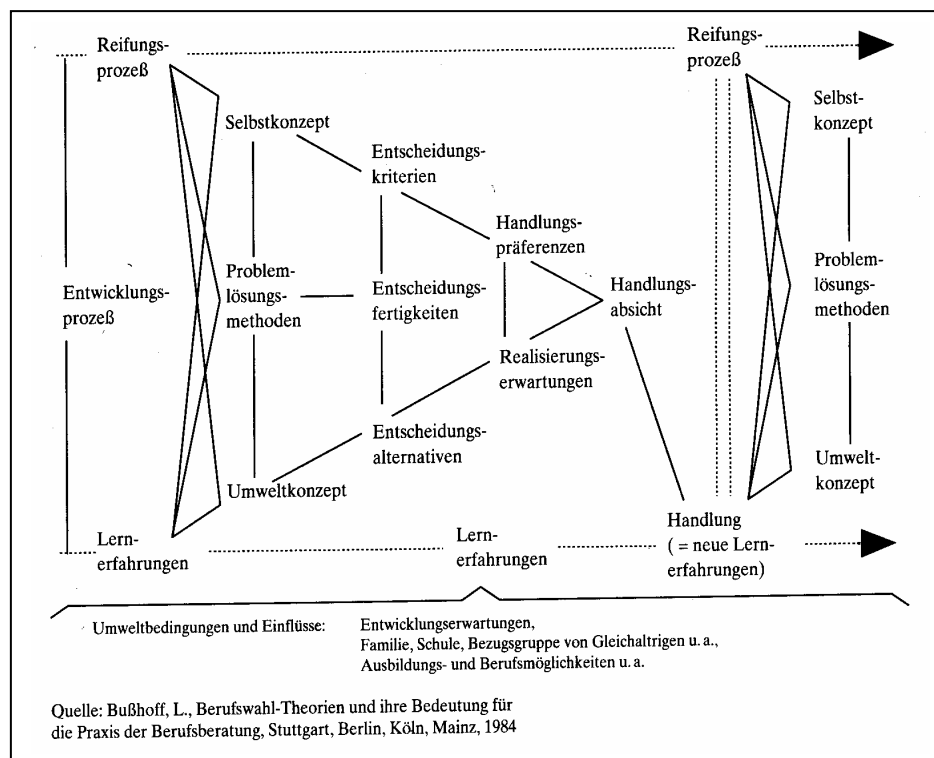 Reifungs-
prozeß
Reifungs-
prozeß
Selbstkonzept
Selbst-
konzept
Entscheidungs-
kriterien
Handlungs-
präferenzen
Entwicklungs-
prozeß
Problem-
lösungs-
methoden
Entscheidungs-
fertigkeiten
Handlungs-
absicht
Problem-
lösungs-
methoden
Realisierungs-
erwartungen
Entscheidungs-
alternativen
Umweltkonzept
Umwelt-
konzept
Lern-
erfahrungen
Lern-
erfahrungen
Handlung
( = neue Lern-
erfahrungen)
Umweltbedingungen und Einflüsse: Entwicklungserwartungen,
Familie, Schule, Bezugsgruppe von Gleichaltrigen u. a.,
Ausbildungs- und Berufsmöglichkeiten u. a.
Quelle: Bußhoff, L., Berufswahl-Theorien und ihre Bedeutung für
die Praxis der Berufsberatung, Stuttgart, Berlin, Köln, Mainz, 1984